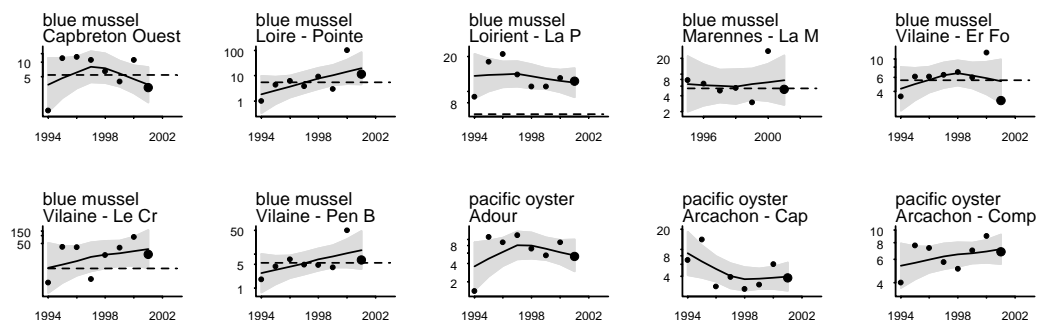 blue mussel
Capbreton Ouest
10
5
1994 1998 2002
blue mussel
Loire - Pointe
100
10
1
1994 1998 2002
blue mussel
Loirient - La P
20
8
1994 1998 2002
blue mussel
Marennes - La M
20
8
4
2
1996 2000
blue mussel
Vilaine - Er Fo
10
6
4
1994 1998 2002
blue mussel
Vilaine - Le Cr
150
50
1994 1998 2002
blue mussel
Vilaine - Pen B
50
5
1
1994 1998 2002
pacific oyster
Adour
8
4
2
1994 1998 2002
pacific oyster
Arcachon - Cap
20
8
4
1994 1998 2002
pacific oyster
Arcachon - Comp
10
8
6
4
1994 1998 2002